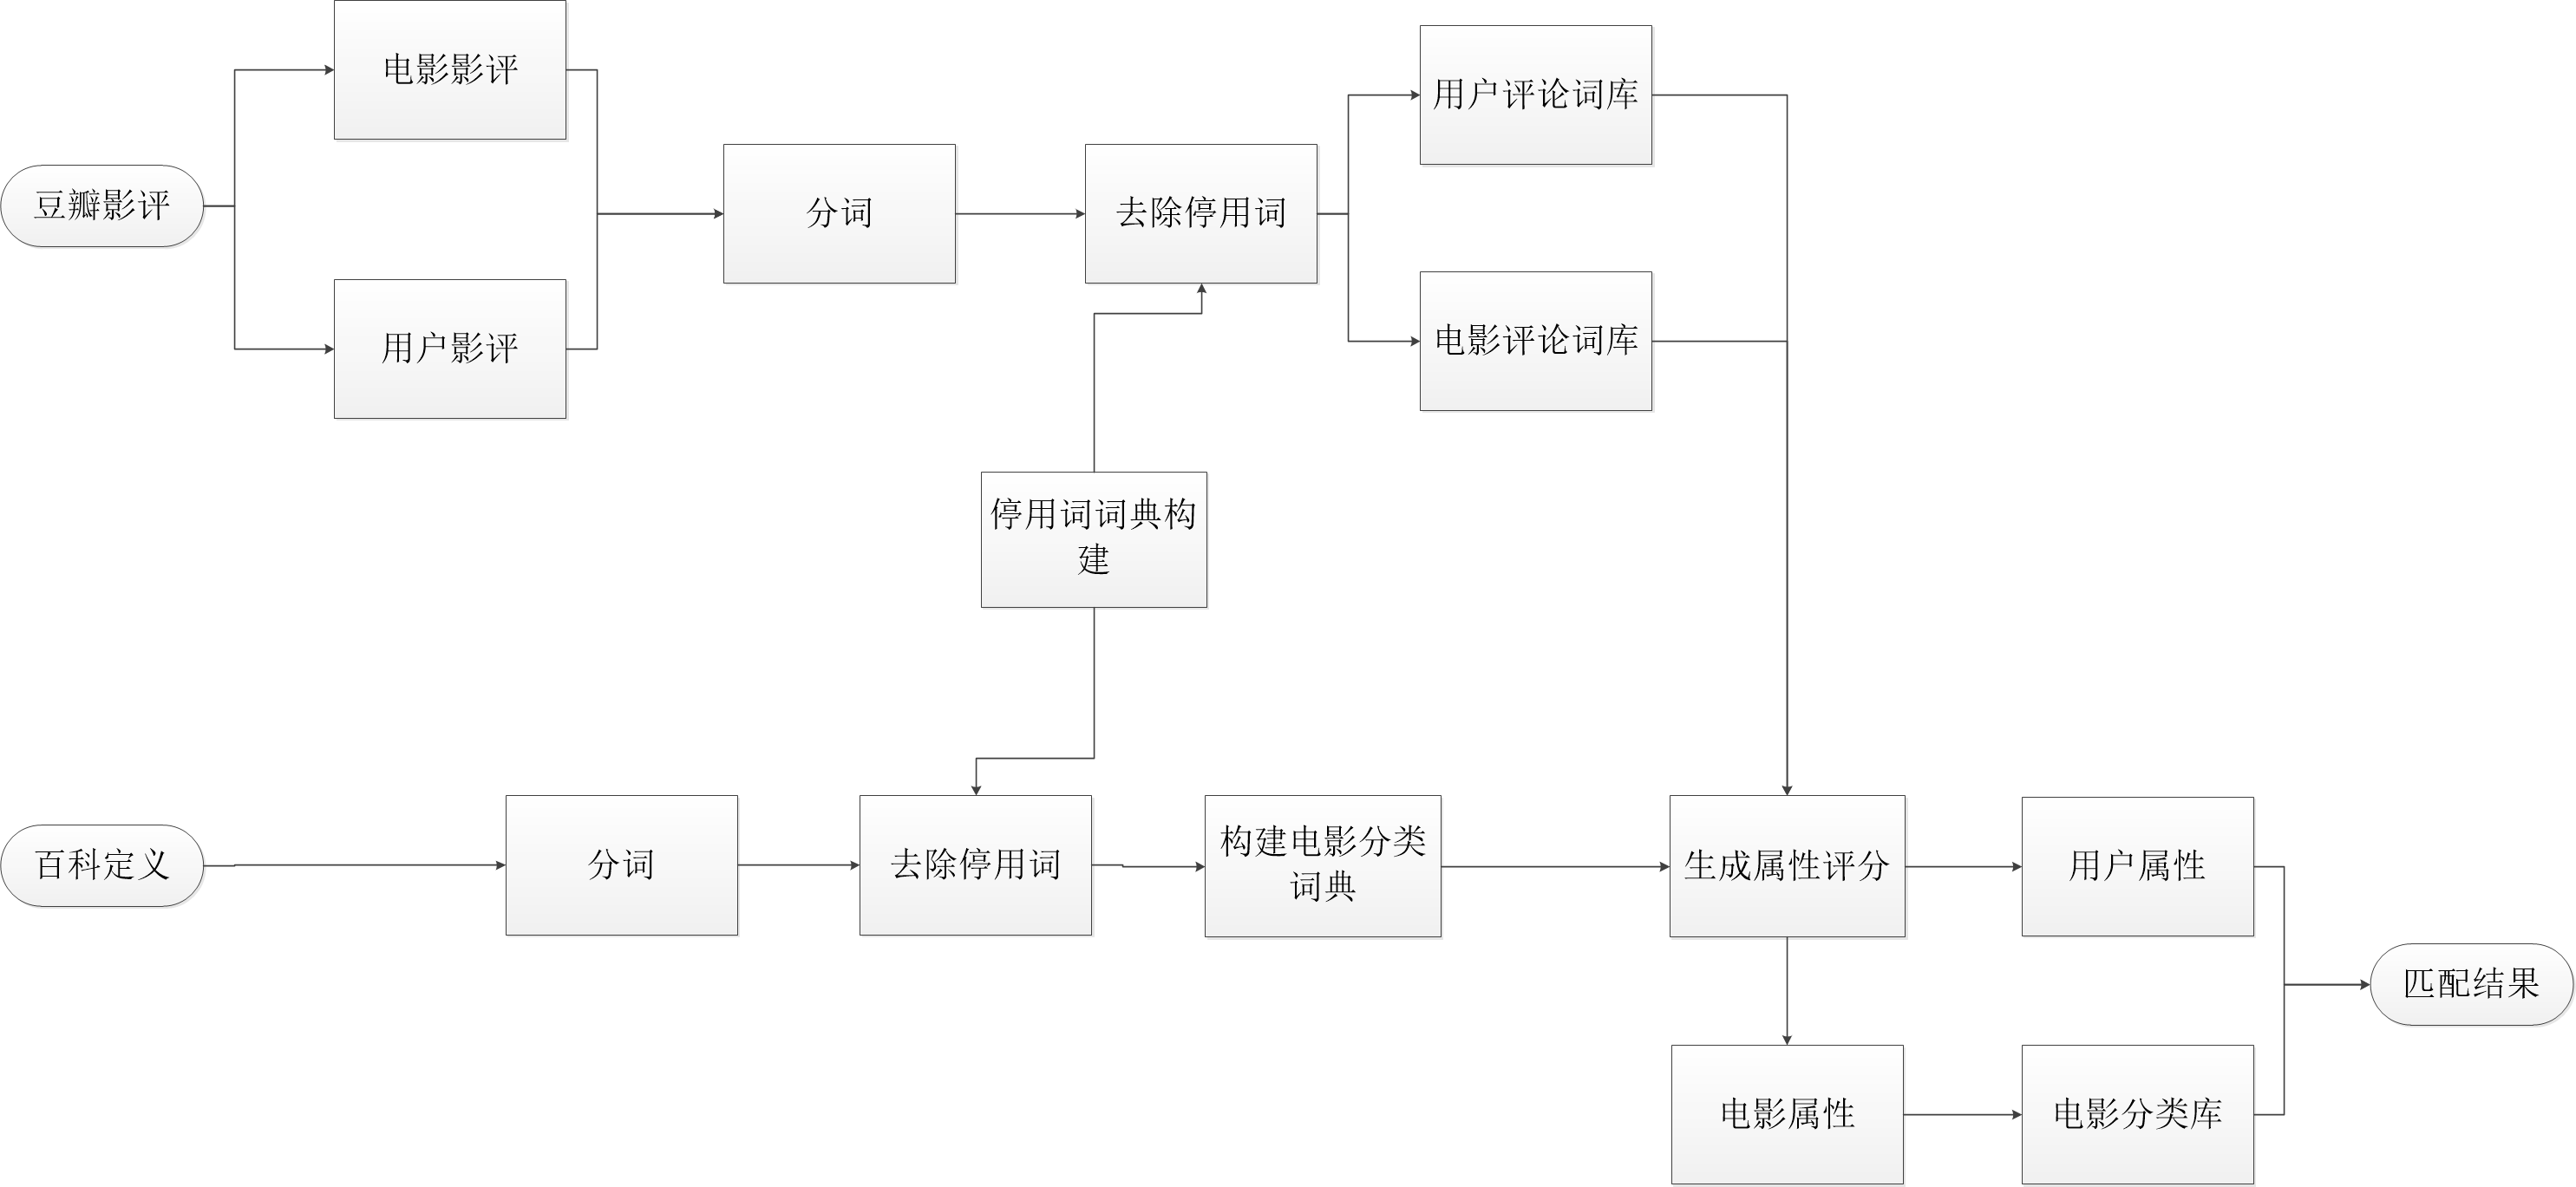 电影影评
用户评论词库
豆瓣影评
分词
去除停用词
用户影评
电影评论词库
停用词词典构
建
百科定义
分词
去除停用词
构建电影分类
词典
生成属性评分
用户属性
匹配结果
电影属性
电影分类库